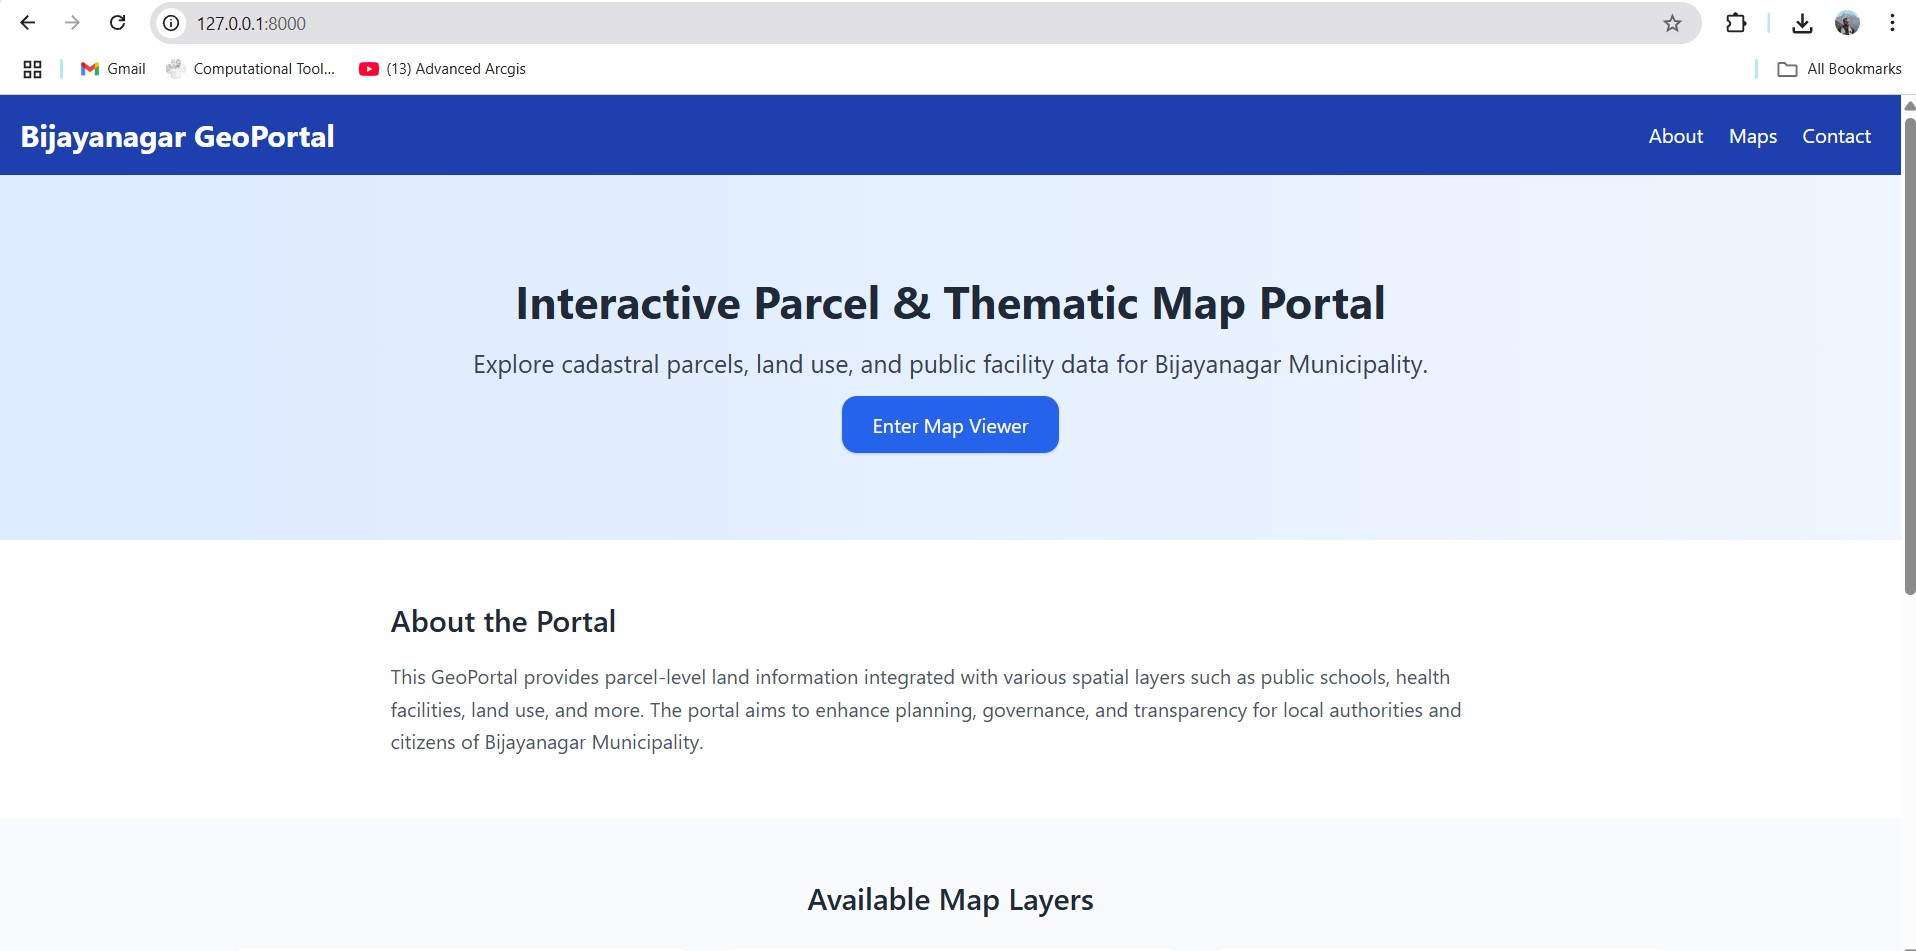 127.0.0.1:8000
Gmail
Computational Tool...
(13) Advanced Arcgis
All Bookmarks
Bijayanagar GeoPortal
About Maps Contact
Interactive Parcel & Thematic Map Portal
Explore cadastral parcels, land use, and public facility data for Bijayanagar Municipality.
Enter Map Viewer
About the Portal
This GeoPortal provides parcel-level land information integrated with various spatial layers such as public schools, health
facilities, land use, and more. The portal aims to enhance planning, governance, and transparency for local authorities and
citizens of Bijayanagar Municipality.
Available Map Layers